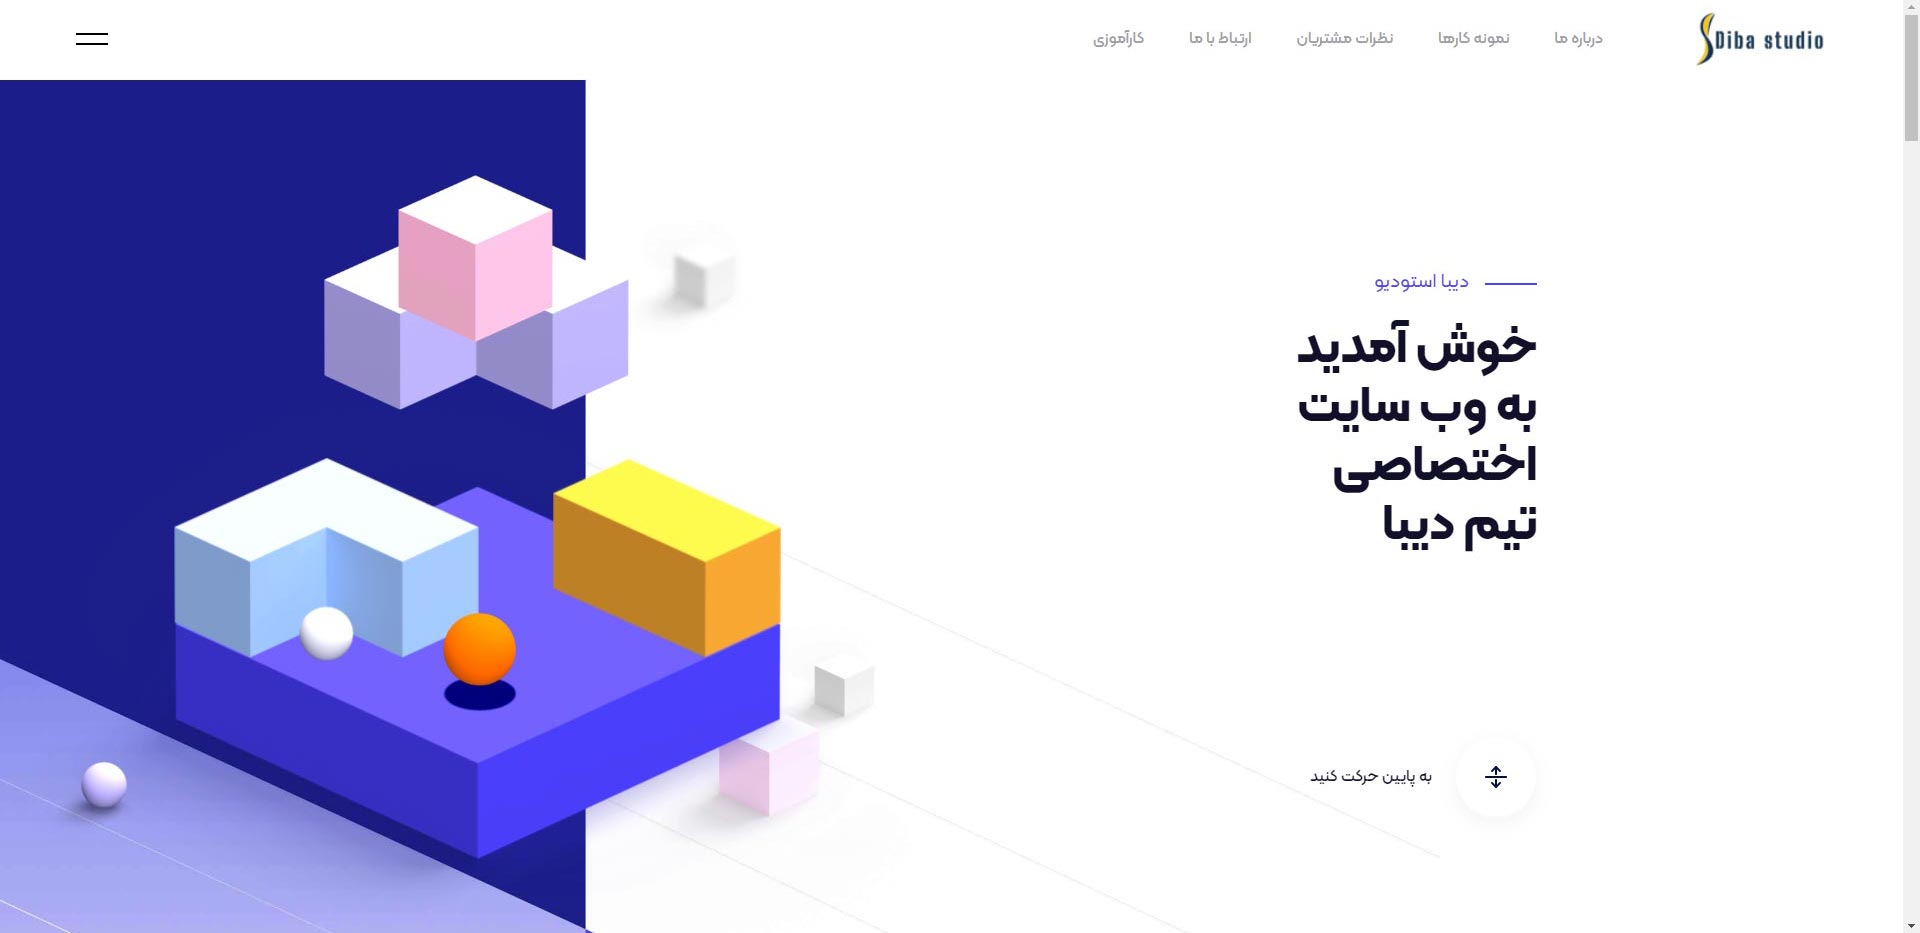 Diba studio
درباره ما
نمونه کارها
نظرات مشتریان
ارتباط با ما
کارآموزی
دیبا استودیو
خوش آمدید
به وب سایت
اختصاصی
تیم دیبا
به پایین حرکت کنید